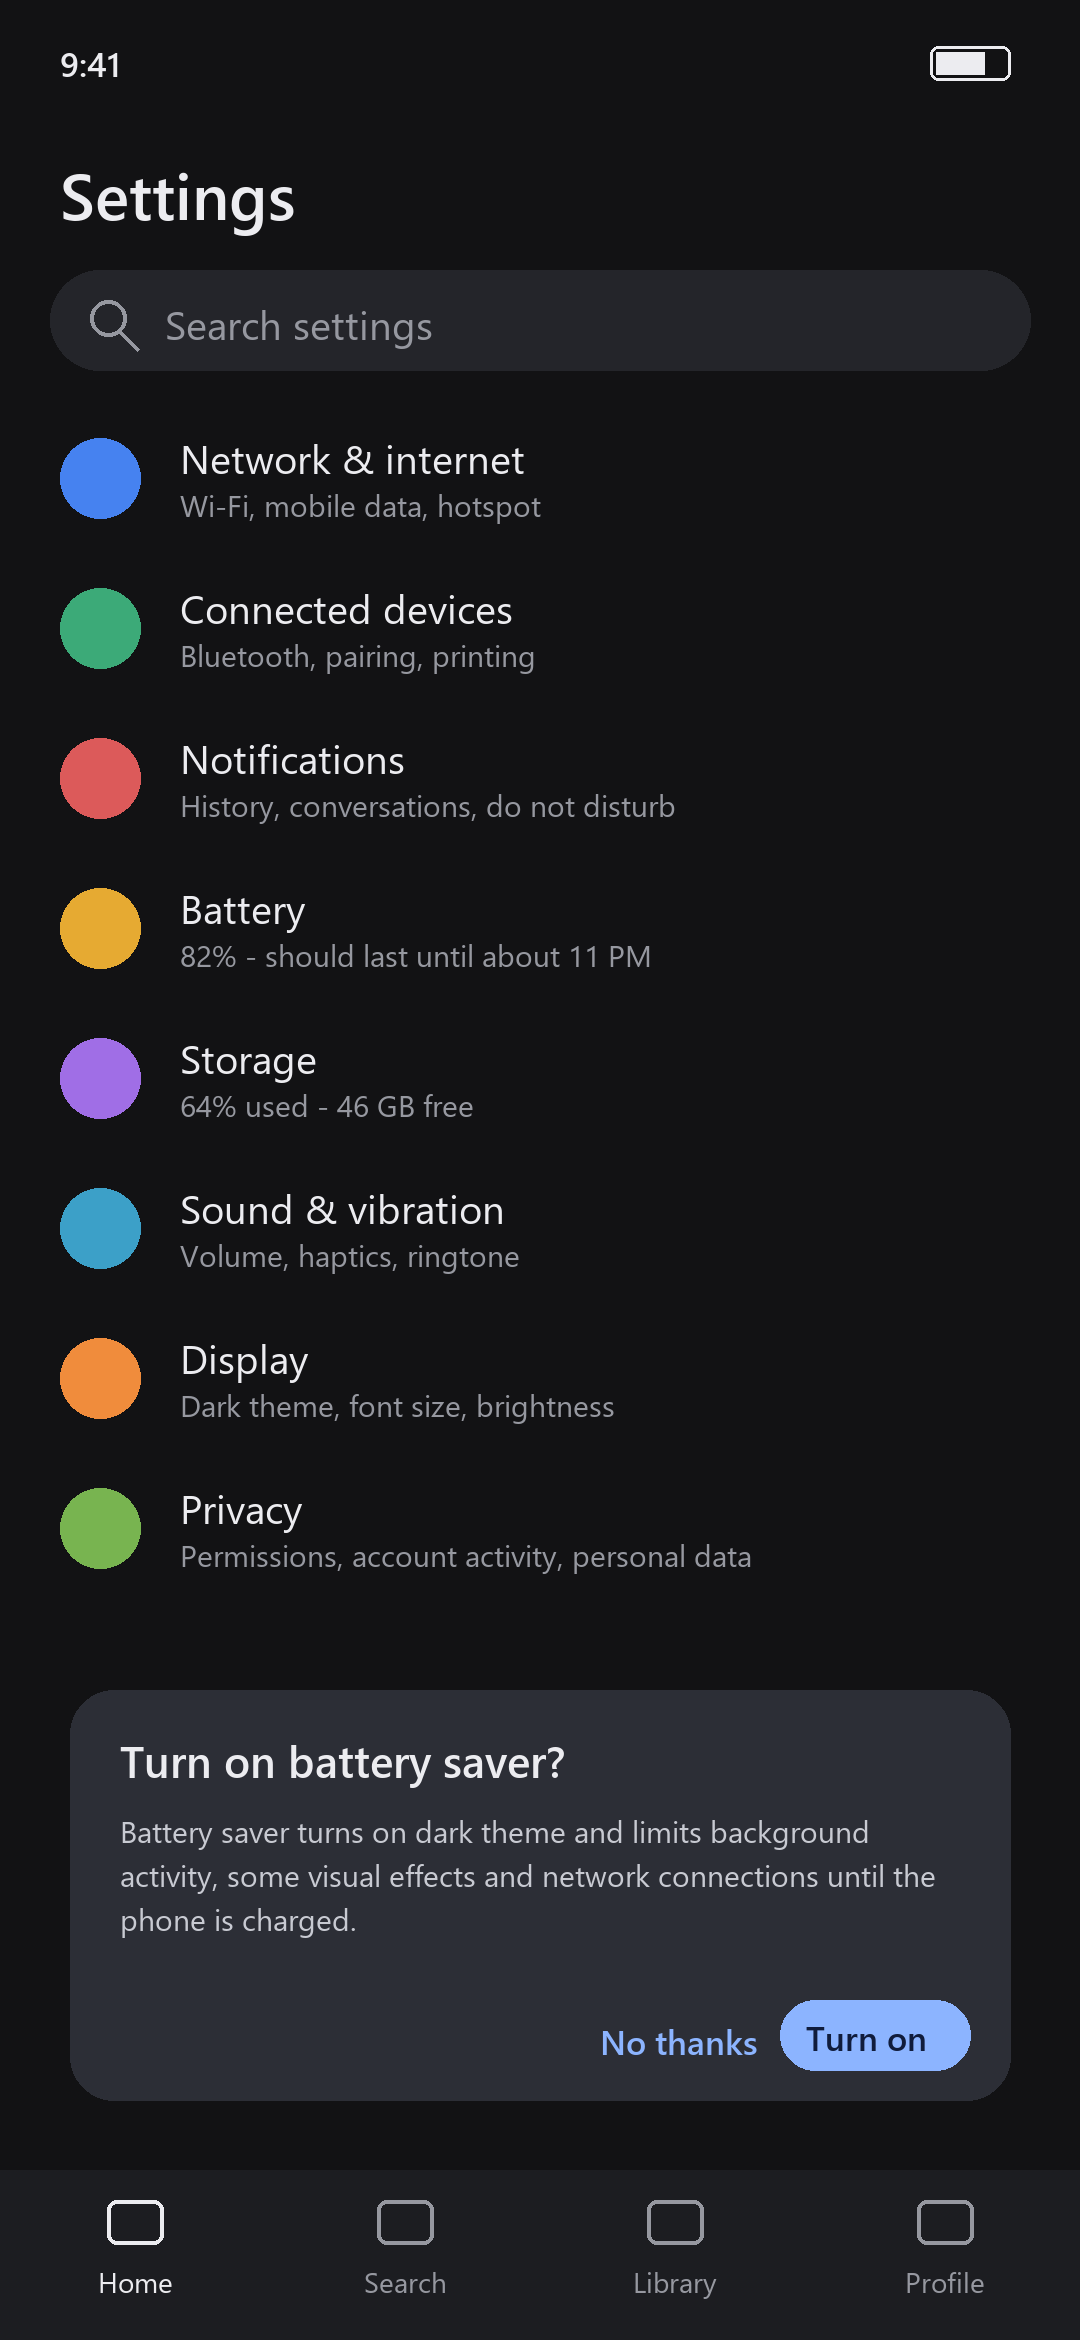 9:41
Settings
Search settings
Network & internet
Wi-Fi, mobile data, hotspot
Connected devices
Bluetooth, pairing, printing
Notifications
History, conversations, do not disturb
Battery
82% - should last until about 11 PM
Storage
64% used - 46 GB free
Sound & vibration
Volume, haptics, ringtone
Display
Dark theme, font size, brightness
Privacy
Permissions, account activity, personal data
Turn on battery saver?
Battery saver turns on dark theme and limits background
activity, some visual effects and network connections until the
phone is charged.
No thanks Turn on
Home Search Library Profile